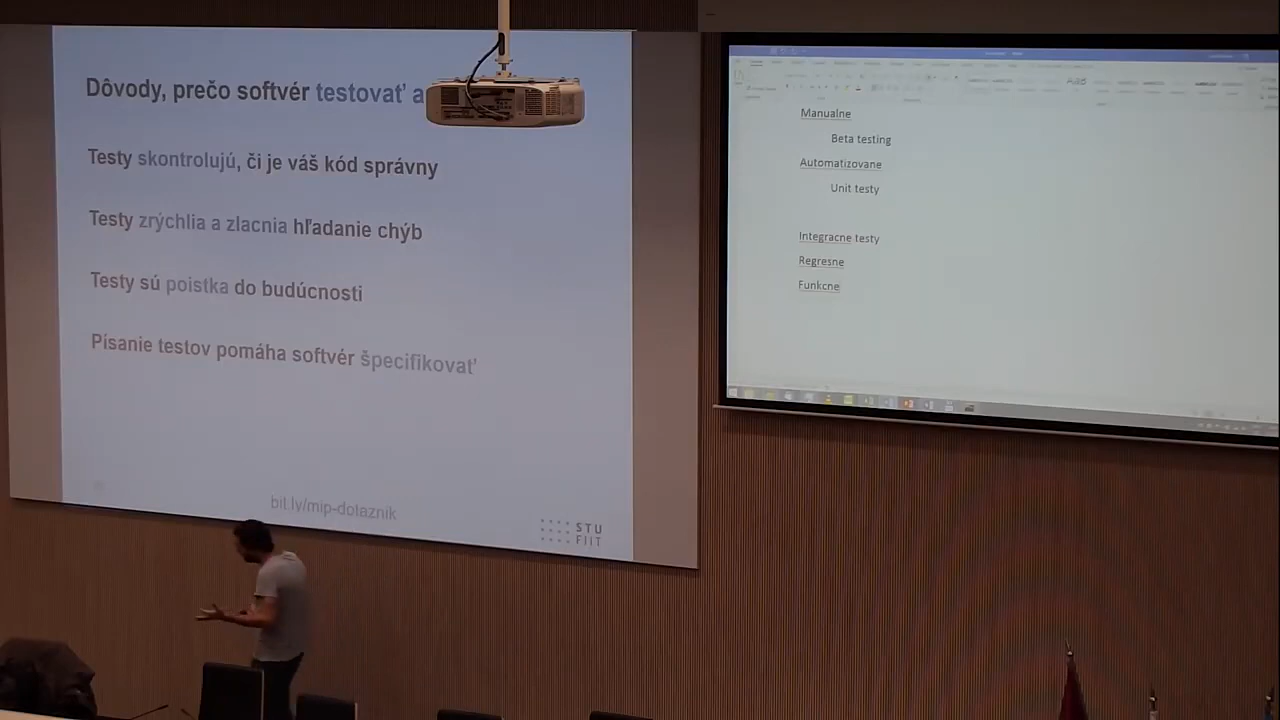 Dôvody, prečo softvér testovať a
Testy skontrolujú, či je váš kód správny
Testy zrýchlia a zlacnia hľadanie chýb
Testy sú poistka do budúcnosti
Písanie testov pomáha softvér špecifikovať
bit.ly/mip-dotaznik
STU
FIIT
Manualne
Beta testing
Automatizovane
Unit testy
Integracne testy
Regresne
Funkcne